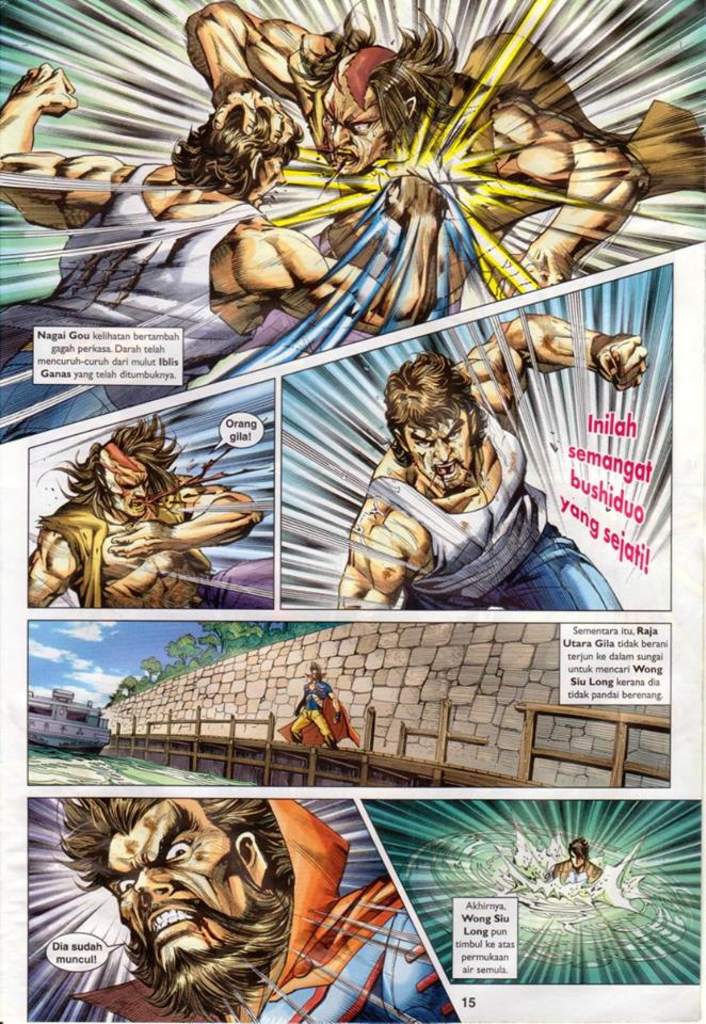 Nagai Gou kelihatan bertambah
gagah perkasa. Darah telah
mencuruh-curuh dari mulut Iblis
Ganas yang telah ditumbuknya.
Orang
gila!
Inilah
semangat
bushiduo
yang sejati!
Sementara itu, Raja
Utara Gila tidak berani
terjun ke dalam sungai
untuk mencari Wong
Siu Long kerana dia
tidak pandai berenang.
Dia sudah
muncul!
Akhirnya,
Wong Siu
Long pun
timbul ke atas
permukaan
air semula.
15